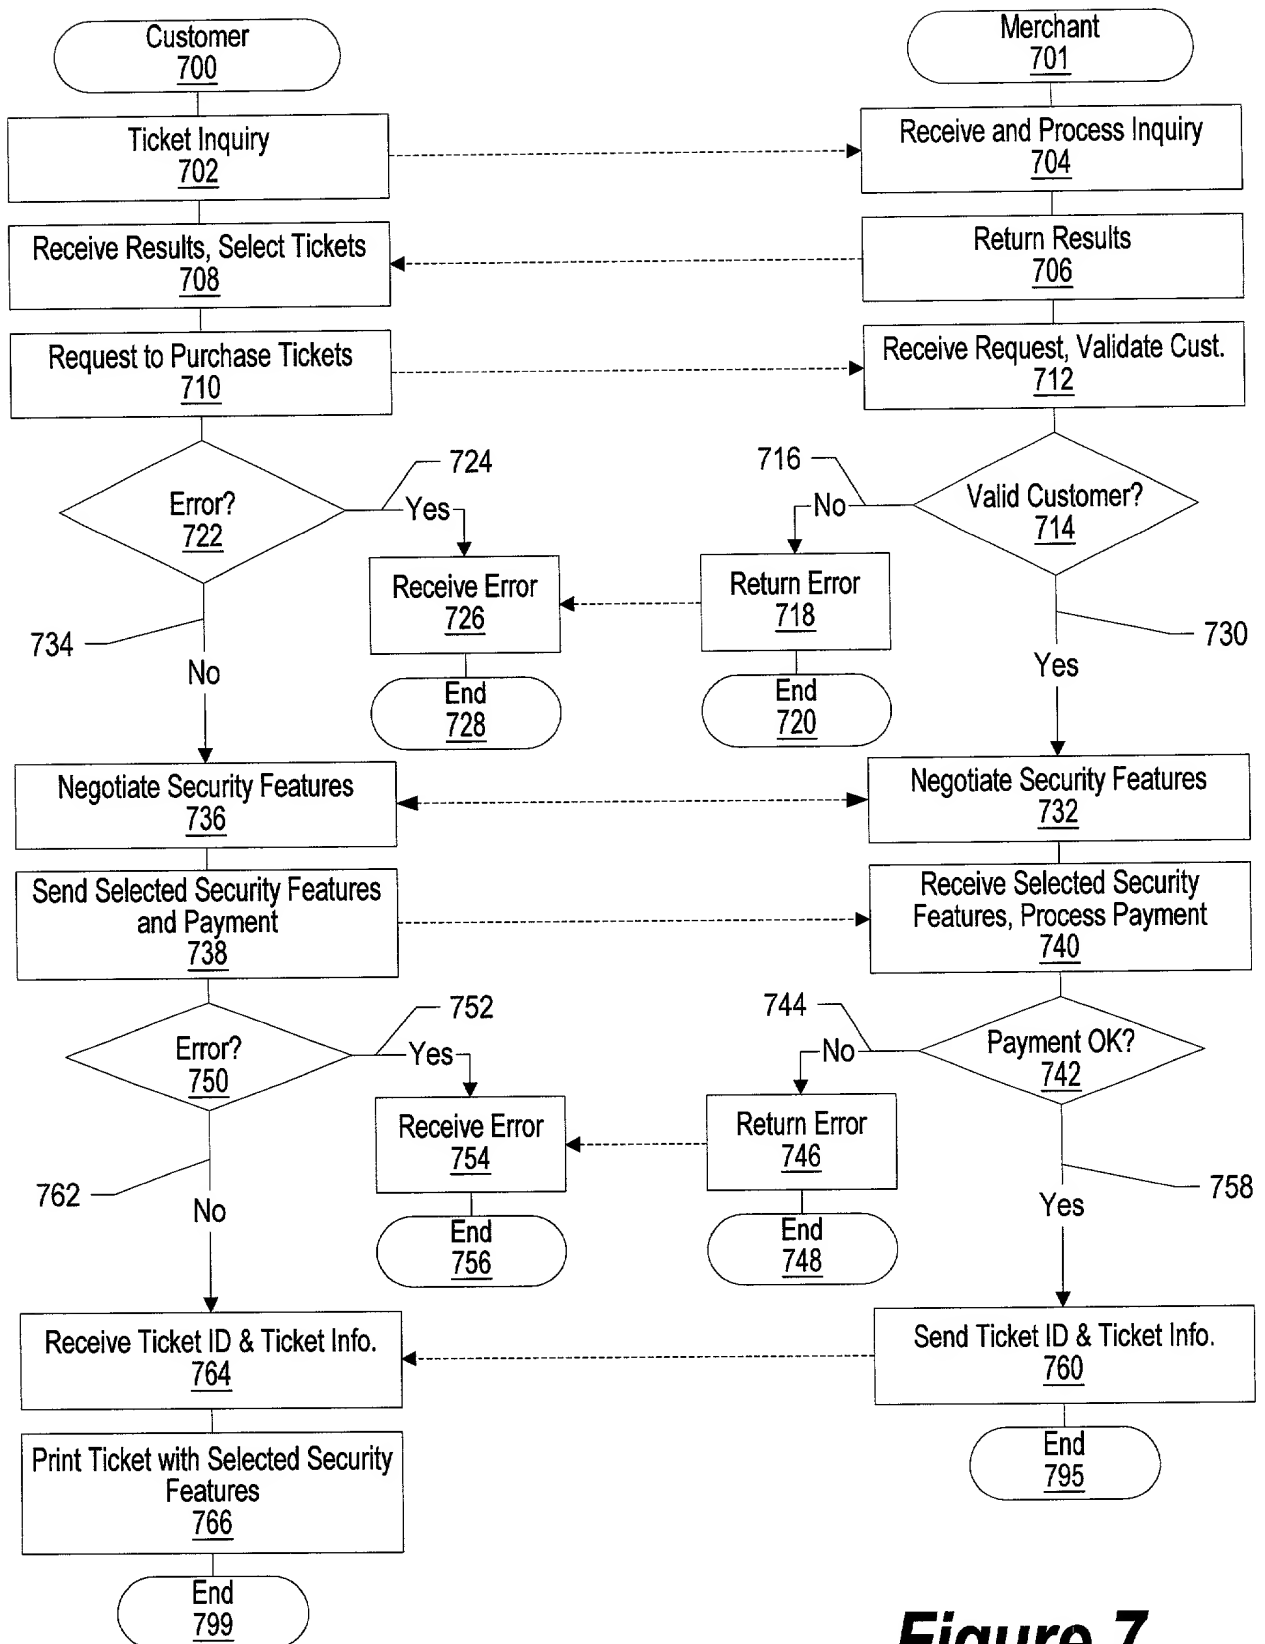 Customer
700
Merchant
701
Ticket Inquiry
702
Receive and Process Inquiry
704
Receive Results, Select Tickets
708
Return Results
706
Request to Purchase Tickets
710
Receive Request, Validate Cust.
712
Error?
722
724
Yes
716
No
Valid Customer?
714
Receive Error
726
Return Error
718
734
No
730
Yes
End
728
End
720
Negotiate Security Features
736
Negotiate Security Features
732
Send Selected Security Features
and Payment
738
Receive Selected Security
Features, Process Payment
740
Error?
750
752
Yes
744
No
Payment OK?
742
Receive Error
754
Return Error
746
762
No
758
Yes
End
756
End
748
Receive Ticket ID & Ticket Info.
764
Send Ticket ID & Ticket Info.
760
Print Ticket with Selected Security
Features
766
End
795
End
799
Figure 7